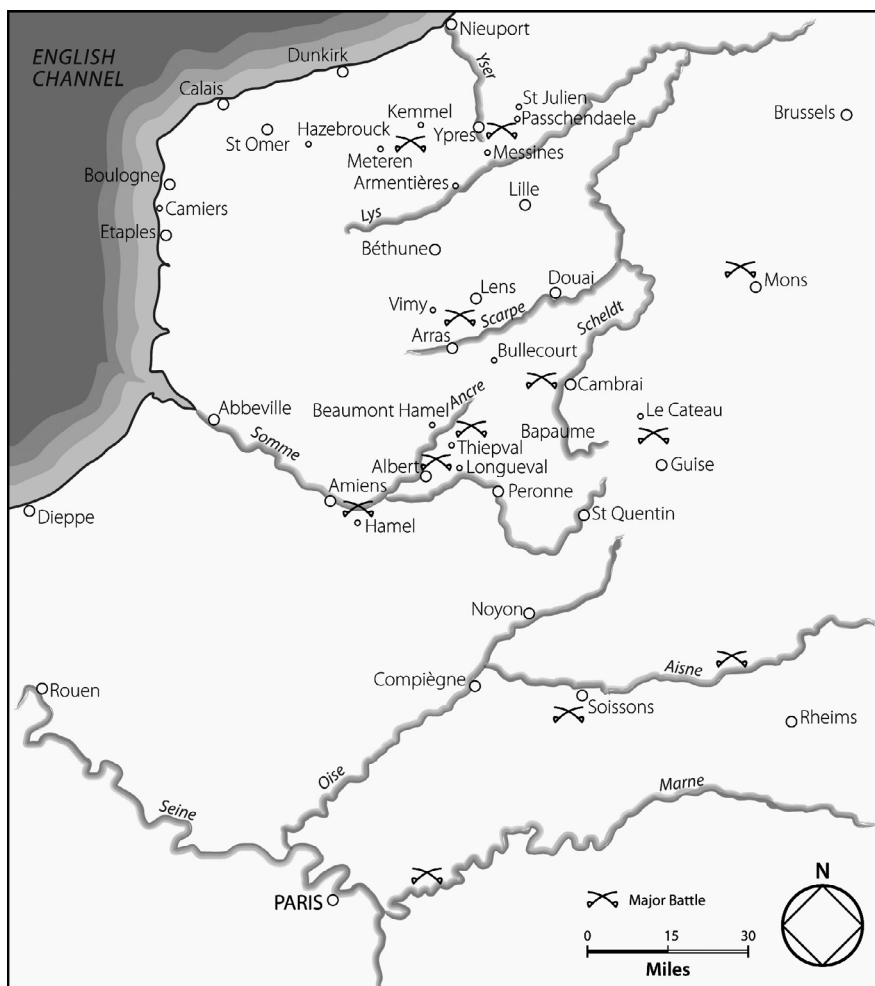 ENGLISH
CHANNEL
Nieuport
Dunkirk
Yser
Calais
St Julien
Kemmel
Passchendaele
Brussels
Hazebrouck
Ypres
St Omer
Meteren
Messines
Boulogne
Armentières
Lille
Camiers
Lys
Etaples
Béthune
Mons
Lens
Douai
Vimy
Scarpe
Scheldt
Arras
Bullecourt
Cambrai
Ancre
Abbeville
Beaumont Hamel
Le Cateau
Somme
Bapaume
Thiepval
Albert
Longueval
Guise
Amiens
Peronne
Dieppe
Hamel
St Quentin
Noyon
Aisne
Compiègne
Rouen
Soissons
Rheims
Oise
Marne
Seine
N
PARIS
Major Battle
0 15 30
Miles